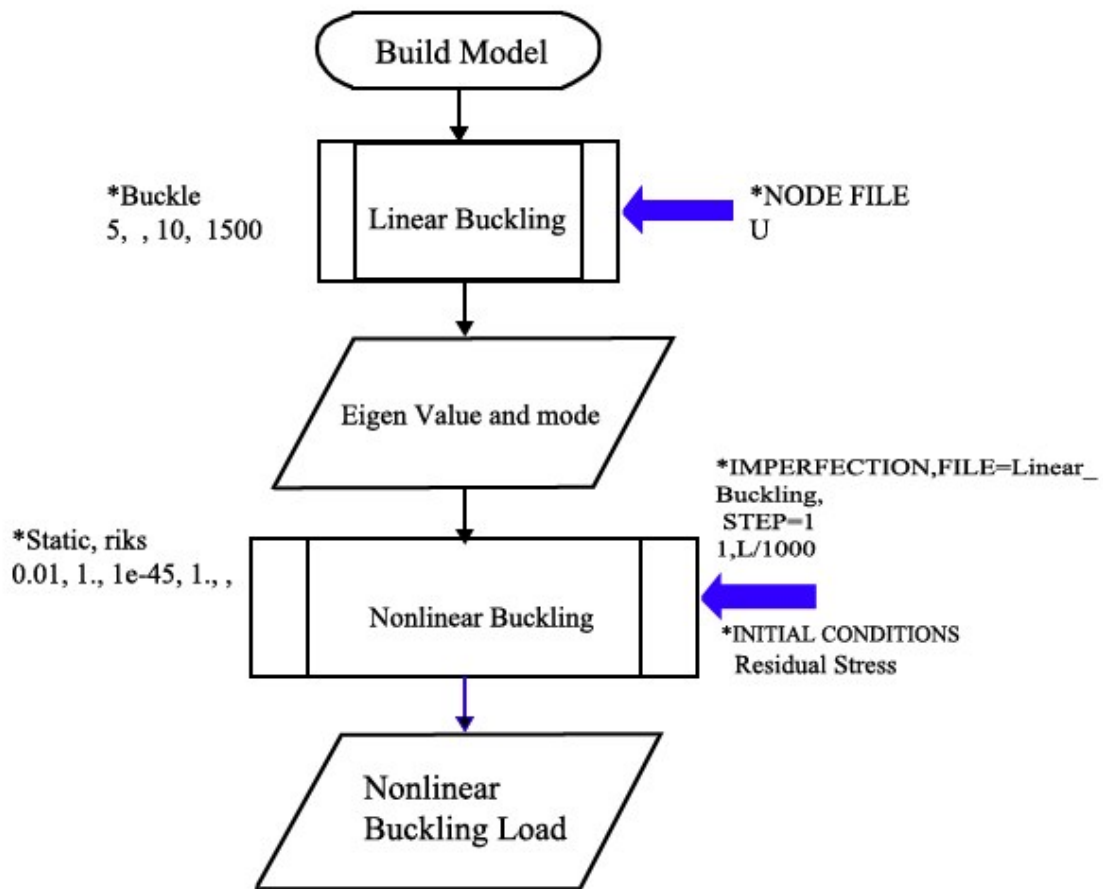 Build Model
*Buckle
5, , 10, 1500
Linear Buckling
*NODE FILE
U
Eigen Value and mode
*IMPERFECTION,FILE=Linear_
Buckling,
STEP=1
1,L/1000
*Static, riks
0.01, 1., 1e-45, 1., ,
Nonlinear Buckling
*INITIAL CONDITIONS
Residual Stress
Nonlinear
Buckling Load